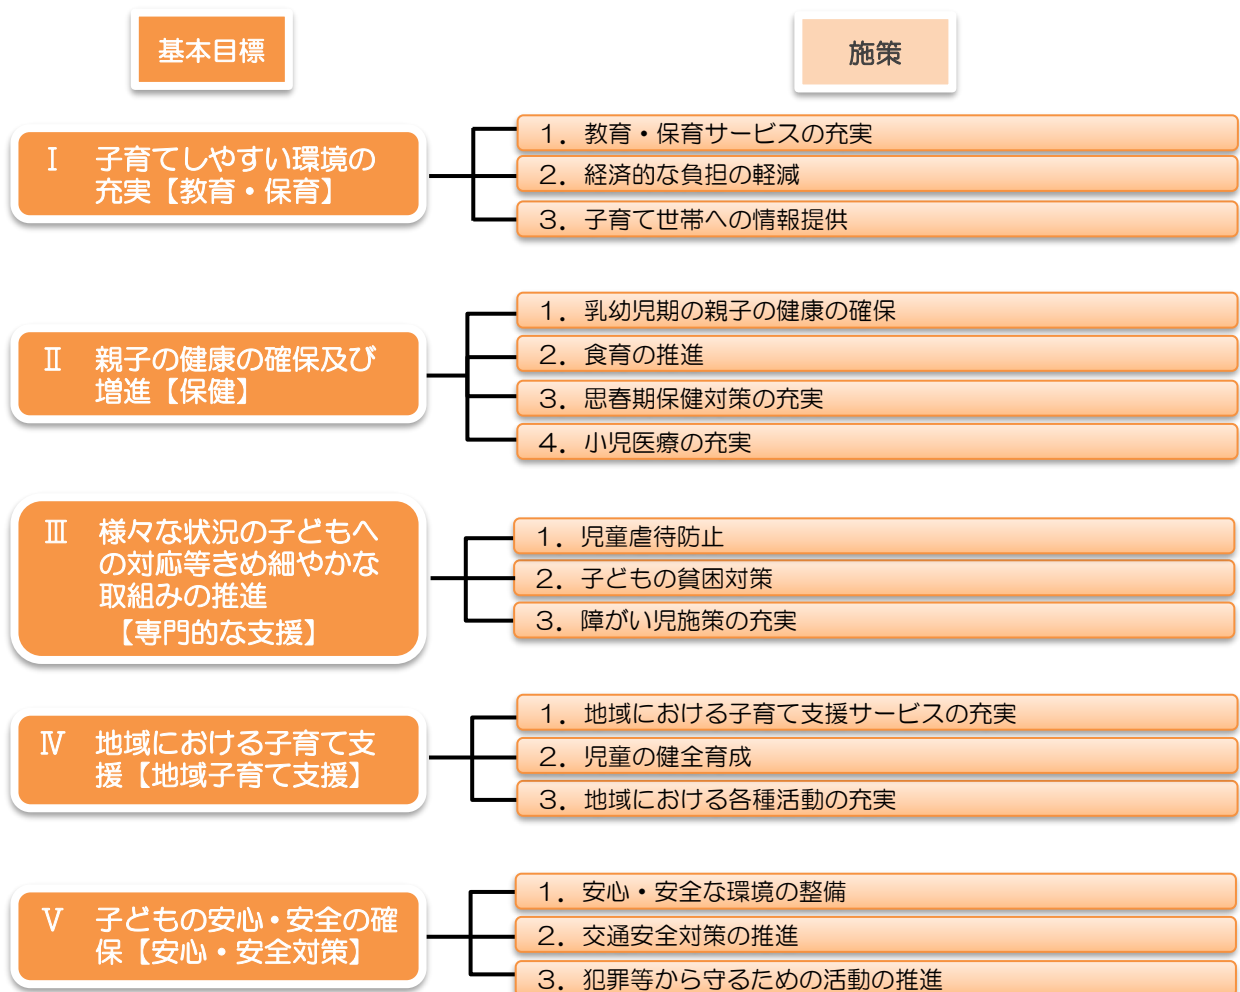 基本目標
施策
Ⅰ 子育てしやすい環境の
充実【教育・保育】
1．教育・保育サービスの充実
2．経済的な負担の軽減
3．子育て世帯への情報提供
Ⅱ 親子の健康の確保及び
増進【保健】
1．乳幼児期の親子の健康の確保
2．食育の推進
3．思春期保健対策の充実
4．小児医療の充実
Ⅲ 様々な状況の子どもへ
の対応等きめ細やかな
取組みの推進
【専門的な支援】
1．児童虐待防止
2．子どもの貧困対策
3．障がい児施策の充実
Ⅳ 地域における子育て支
援【地域子育て支援】
1．地域における子育て支援サービスの充実
2．児童の健全育成
3．地域における各種活動の充実
Ⅴ 子どもの安心・安全の確
保【安心・安全対策】
1．安心・安全な環境の整備
2．交通安全対策の推進
3．犯罪等から守るための活動の推進